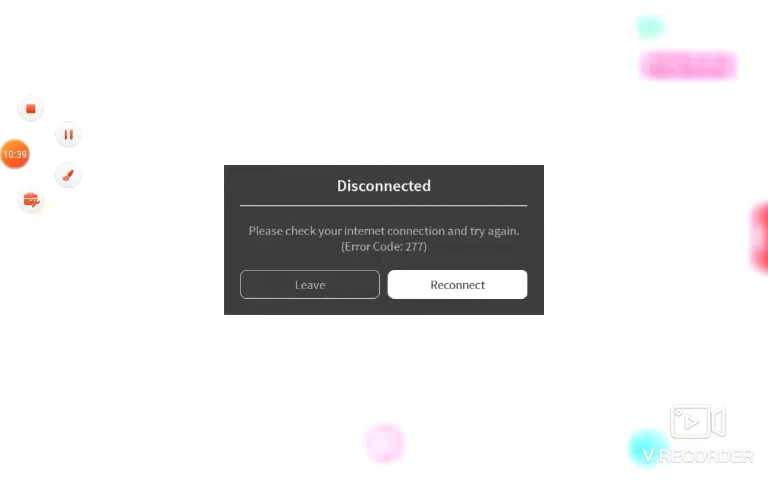 10:39
Disconnected
Please check your internet connection and try again.
(Error Code: 277)
Leave
Reconnect
V RECORDER